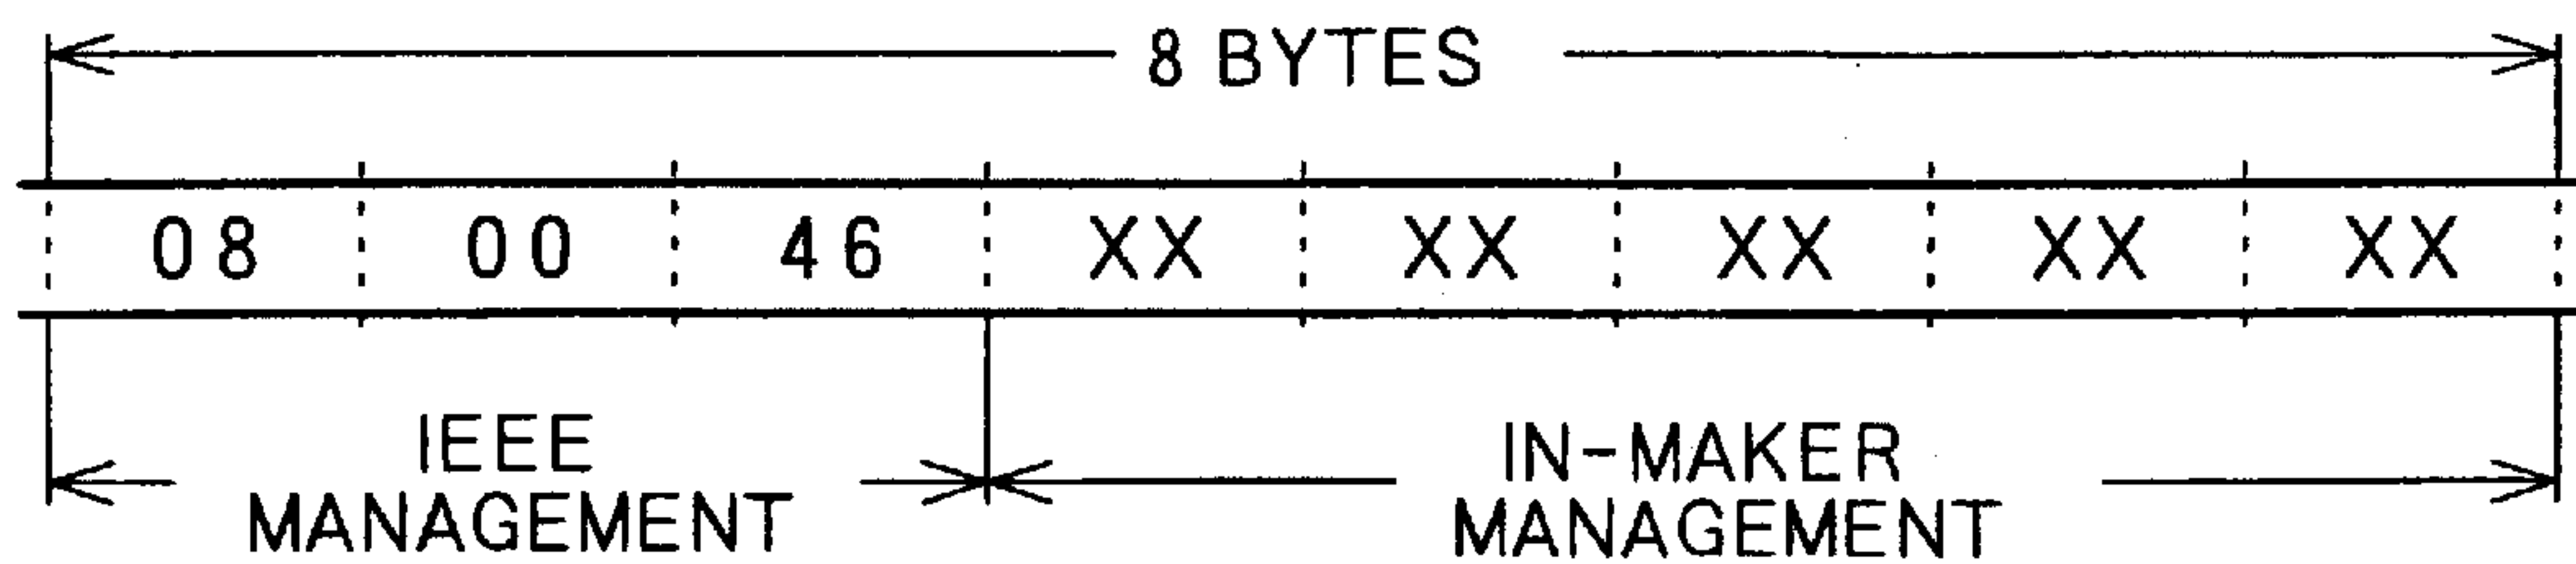 8 BYTES
08 00 46 XX XX XX XX XX
IEEE
MANAGEMENT
IN-MAKER
MANAGEMENT